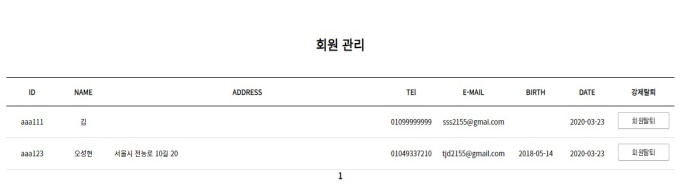 회원 관리
ID NAME ADDRESS TEl E-MAIL BIRTH DATE 강제탈퇴
aaa111 김 01099999999 sss2155@gmai.com 2020-03-23 회원탈퇴
aaa123 오성현 서울시 전농로 10길 20 01049337210 tjd2155@gmail.com 2018-05-14 2020-03-23 회원탈퇴
1